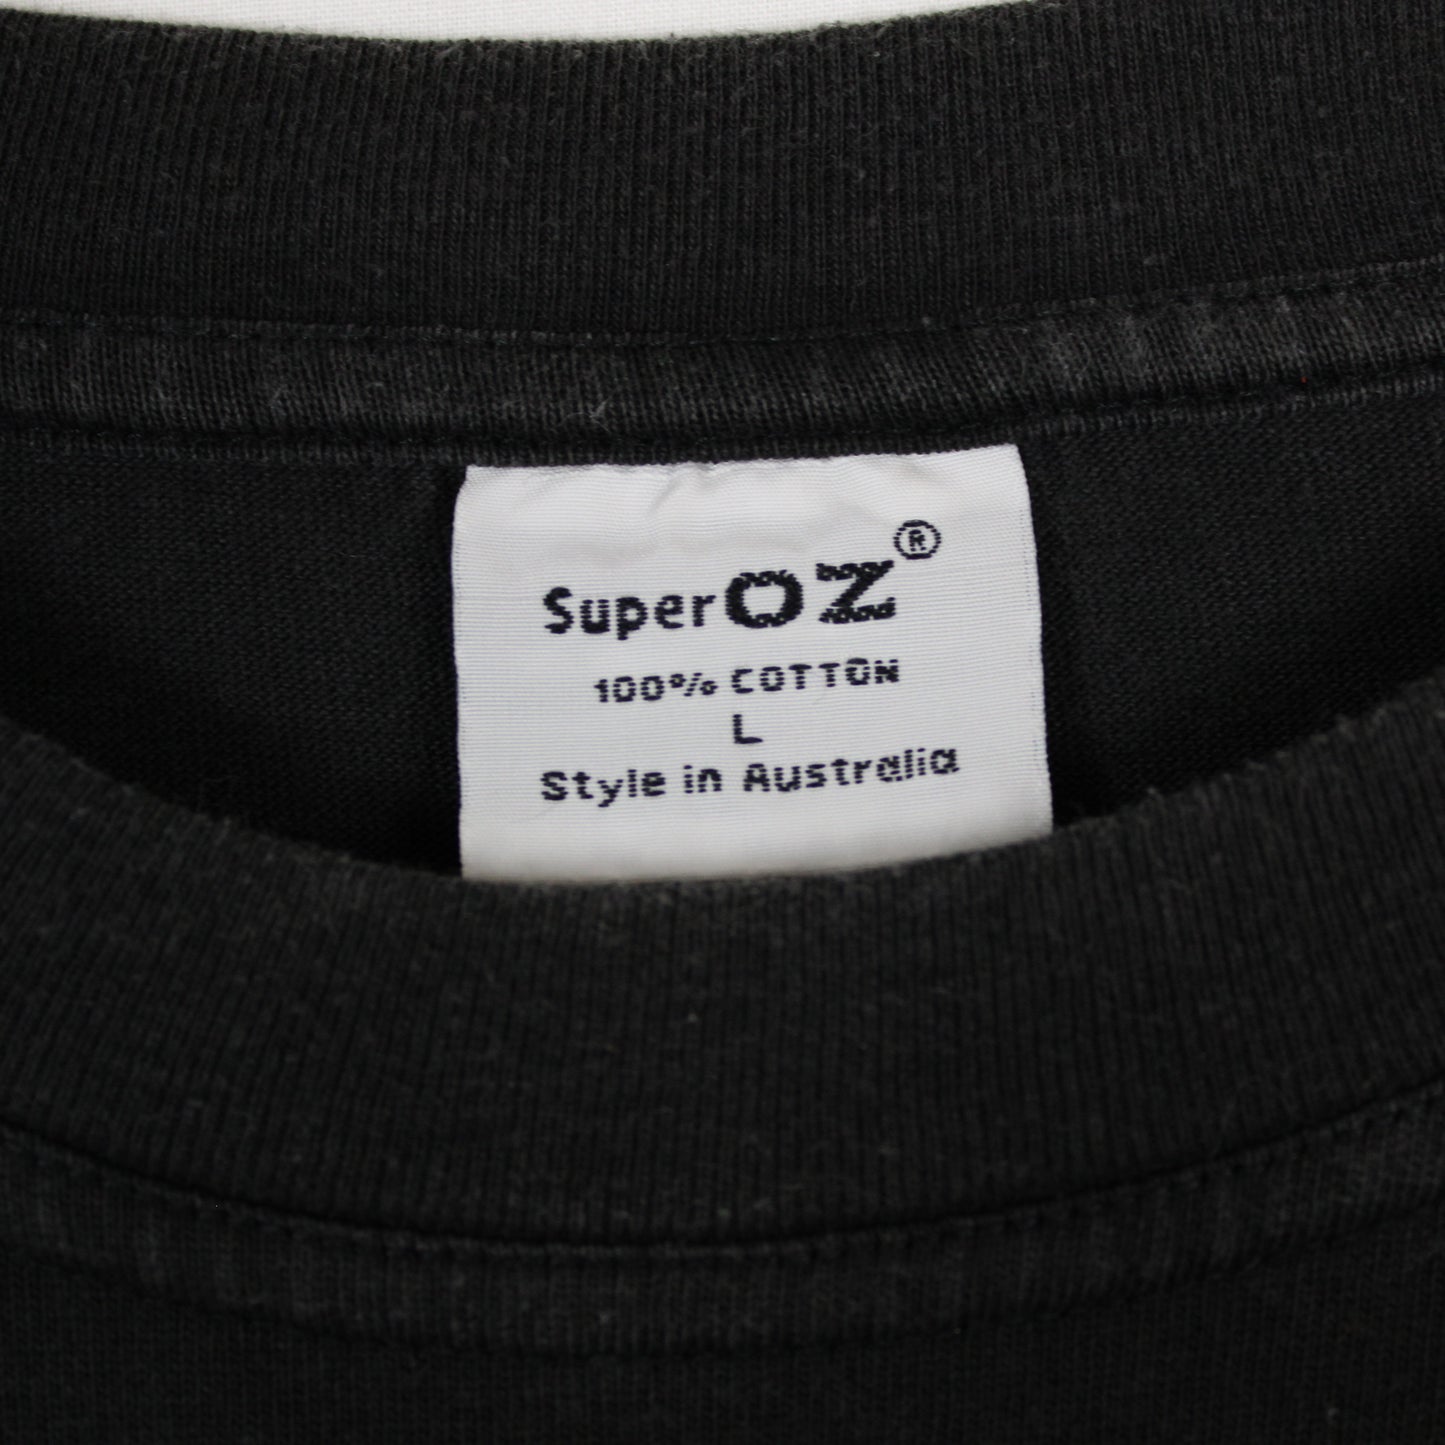 SuperOZ®
100% COTTON
L
Style in Australia